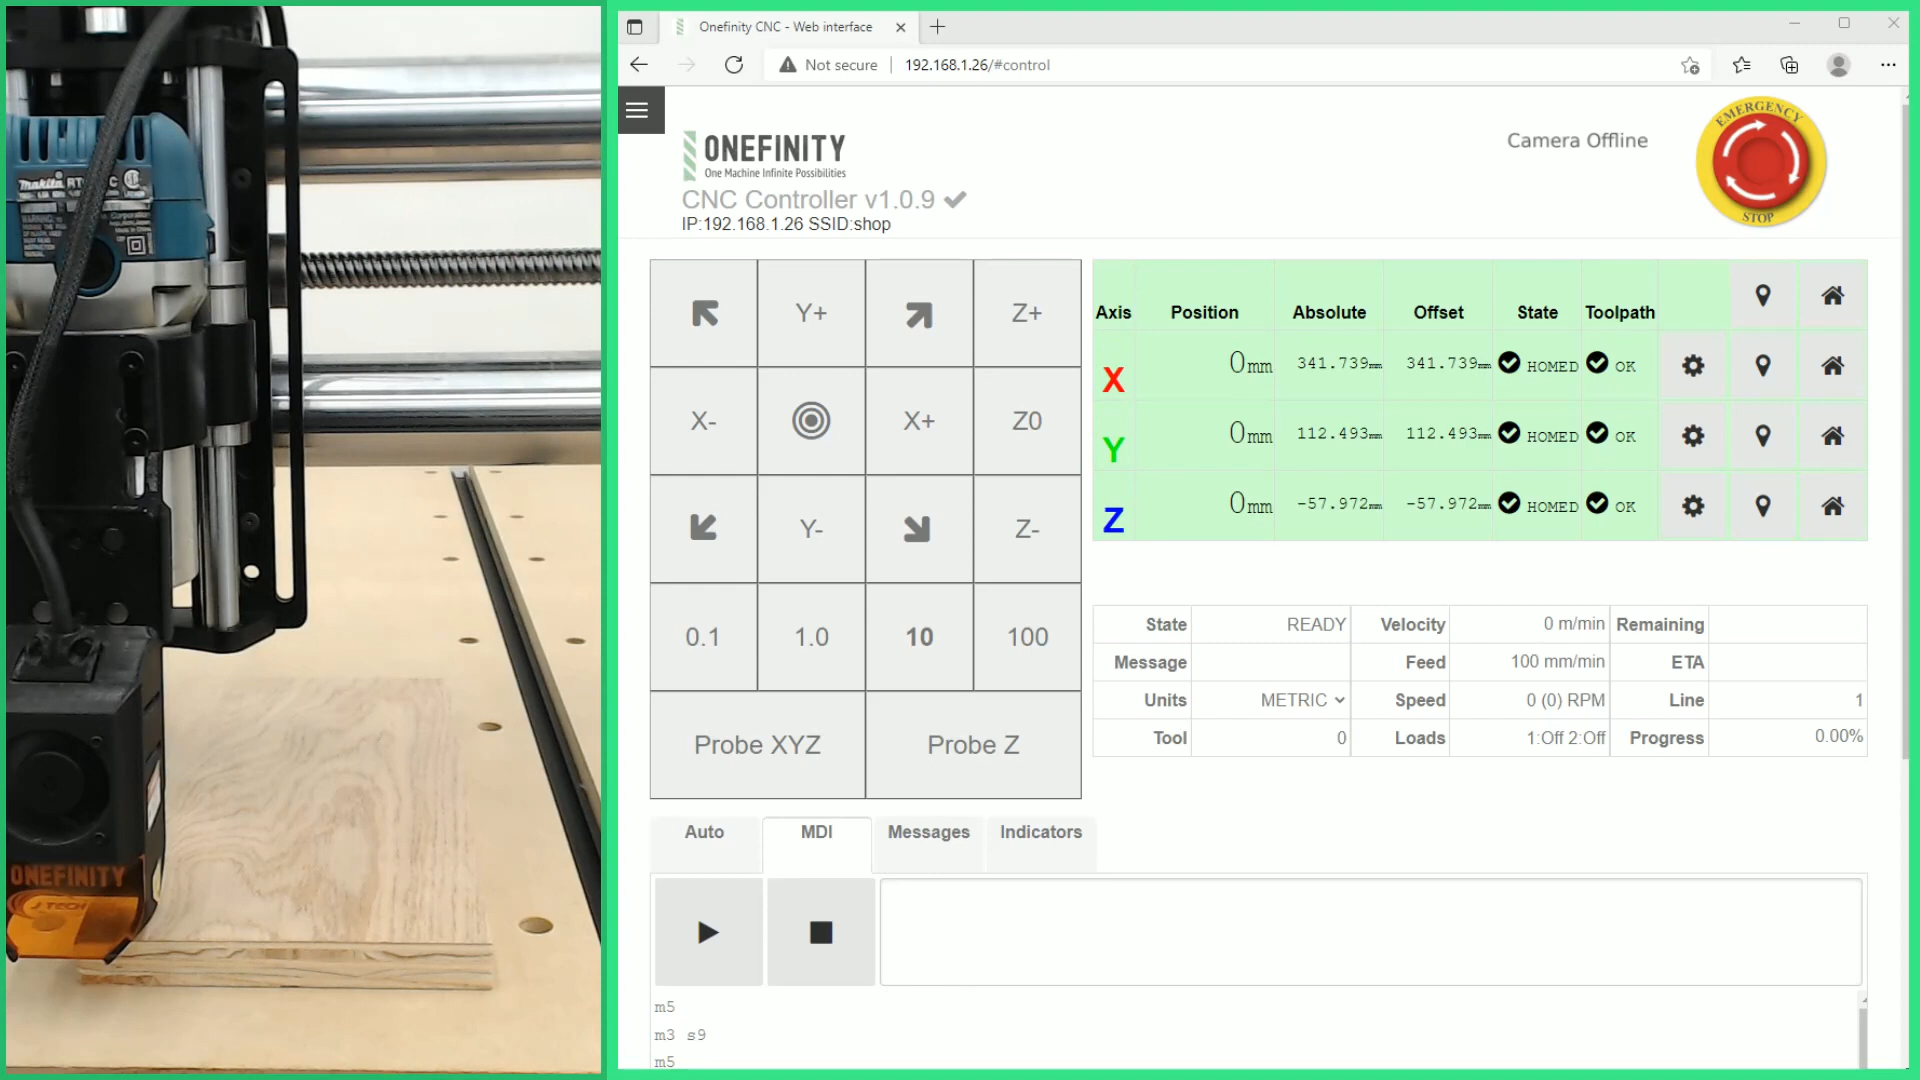 Onefinity CNC - Web interface
Not secure
192.168.1.26/#control
ONEFINITY
One Machine Infinite Possibilities
CNC Controller v1.0.9
IP:192.168.1.26 SSID:shop
Camera Offline
EMERGENCY
STOP
Y+
Z+
X-
X+
Z0
Y-
Z-
0.1 1.0 10 100
Probe XYZ Probe Z
Axis Position Absolute Offset State Toolpath
X 0mm 341.739mm 341.739mm HOMED OK
Y 0mm 112.493mm 112.493mm HOMED OK
Z 0mm -57.972mm -57.972mm HOMED OK
State READY Velocity 0 m/min Remaining
Message Feed 100 mm/min ETA
Units METRIC Speed 0 (0) RPM Line 1
Tool 0 Loads 1:Off 2:Off Progress 0.00%
Auto MDI Messages Indicators
m5
m3 s9
m5
makita
WARNING:
ONEFINITY
J TECH